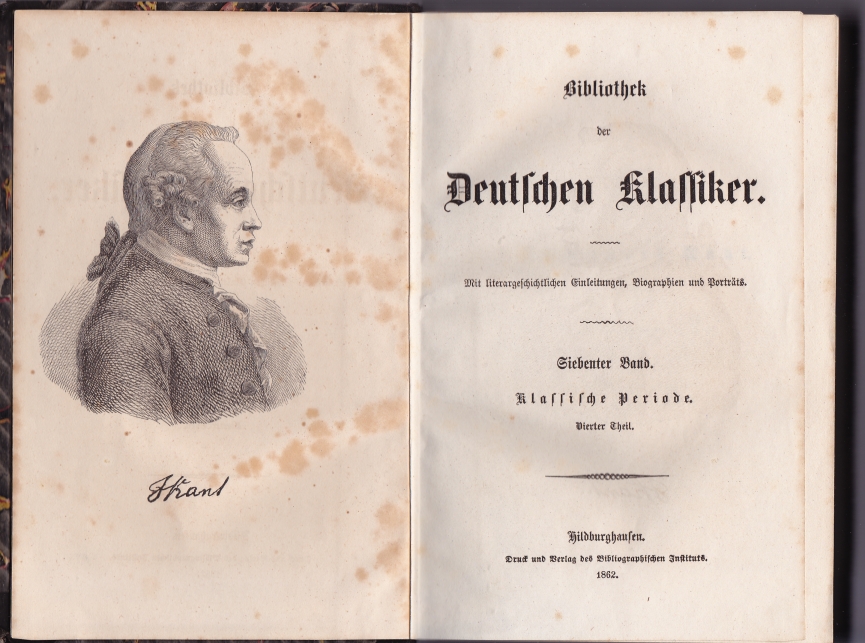 IKant
Bibliothek
der
Deutſchen Klaſſiker.
Mit literargeſchichtlichen Einleitungen, Biographien und Porträts.
Siebenter Band.
Klaſſiſche Periode.
Vierter Theil.
Hildburghauſen.
Druck und Verlag des Bibliographiſchen Inſtituts.
1862.